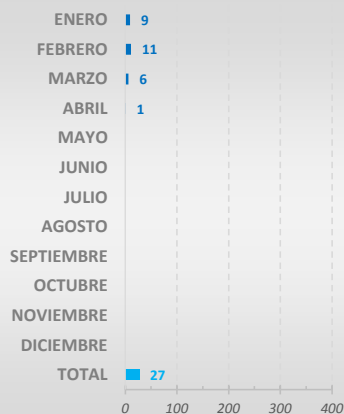 ENERO 9
FEBRERO 11
MARZO 6
ABRIL 1
MAYO
JUNIO
JULIO
AGOSTO
SEPTIEMBRE
OCTUBRE
NOVIEMBRE
DICIEMBRE
TOTAL 27
0 100 200 300 400